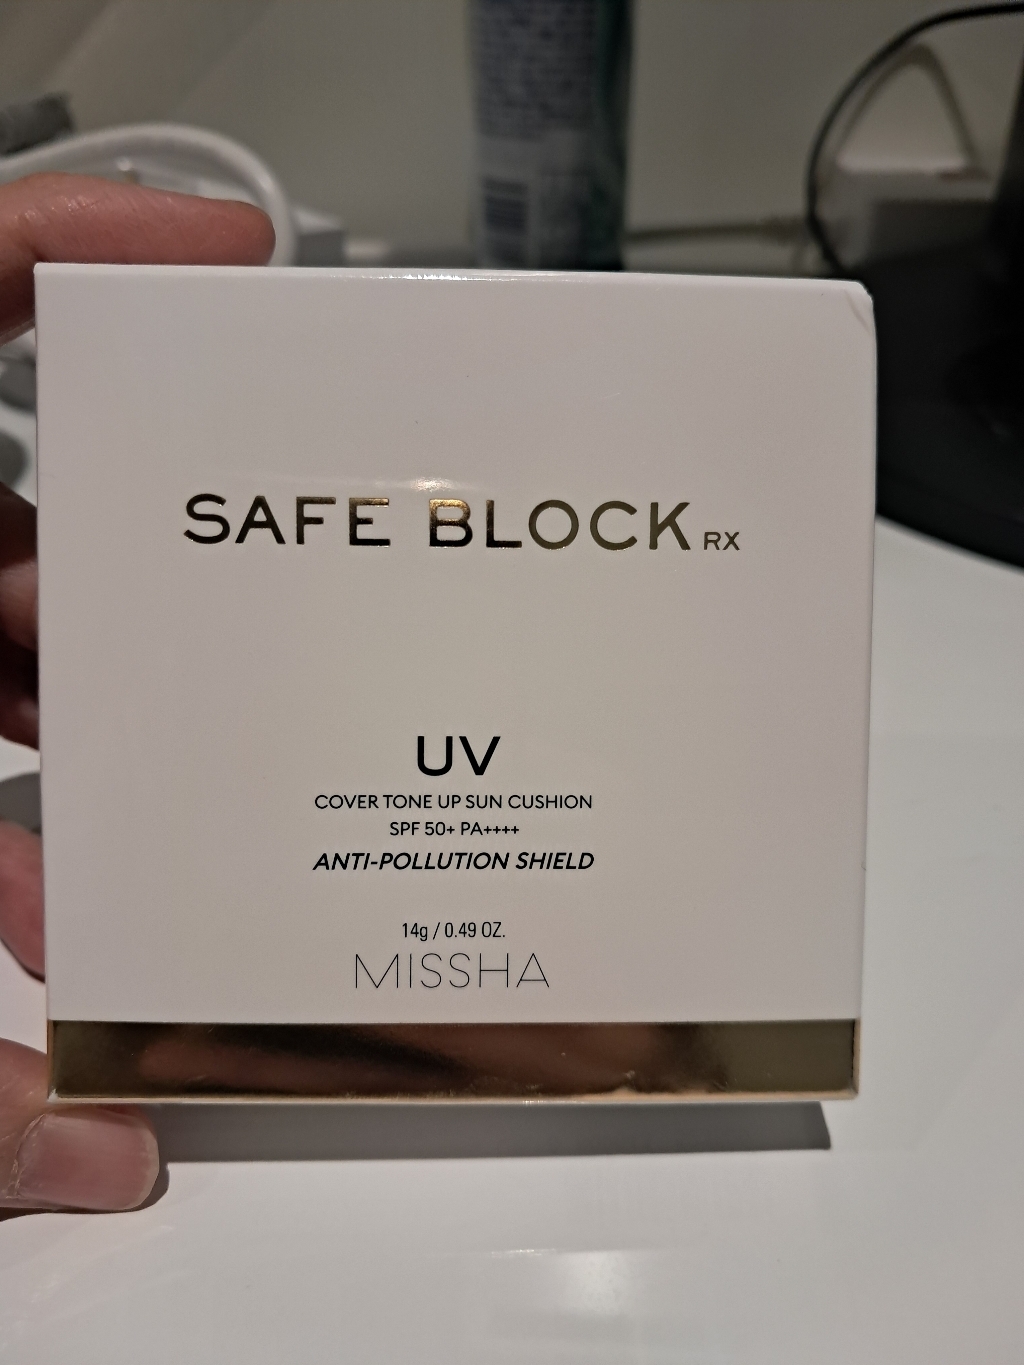 SAFE BLOCK RX
UV
COVER TONE UP SUN CUSHION
SPF 50+ PA++++
ANTI-POLLUTION SHIELD
14g / 0.49 OZ.
MISSHA